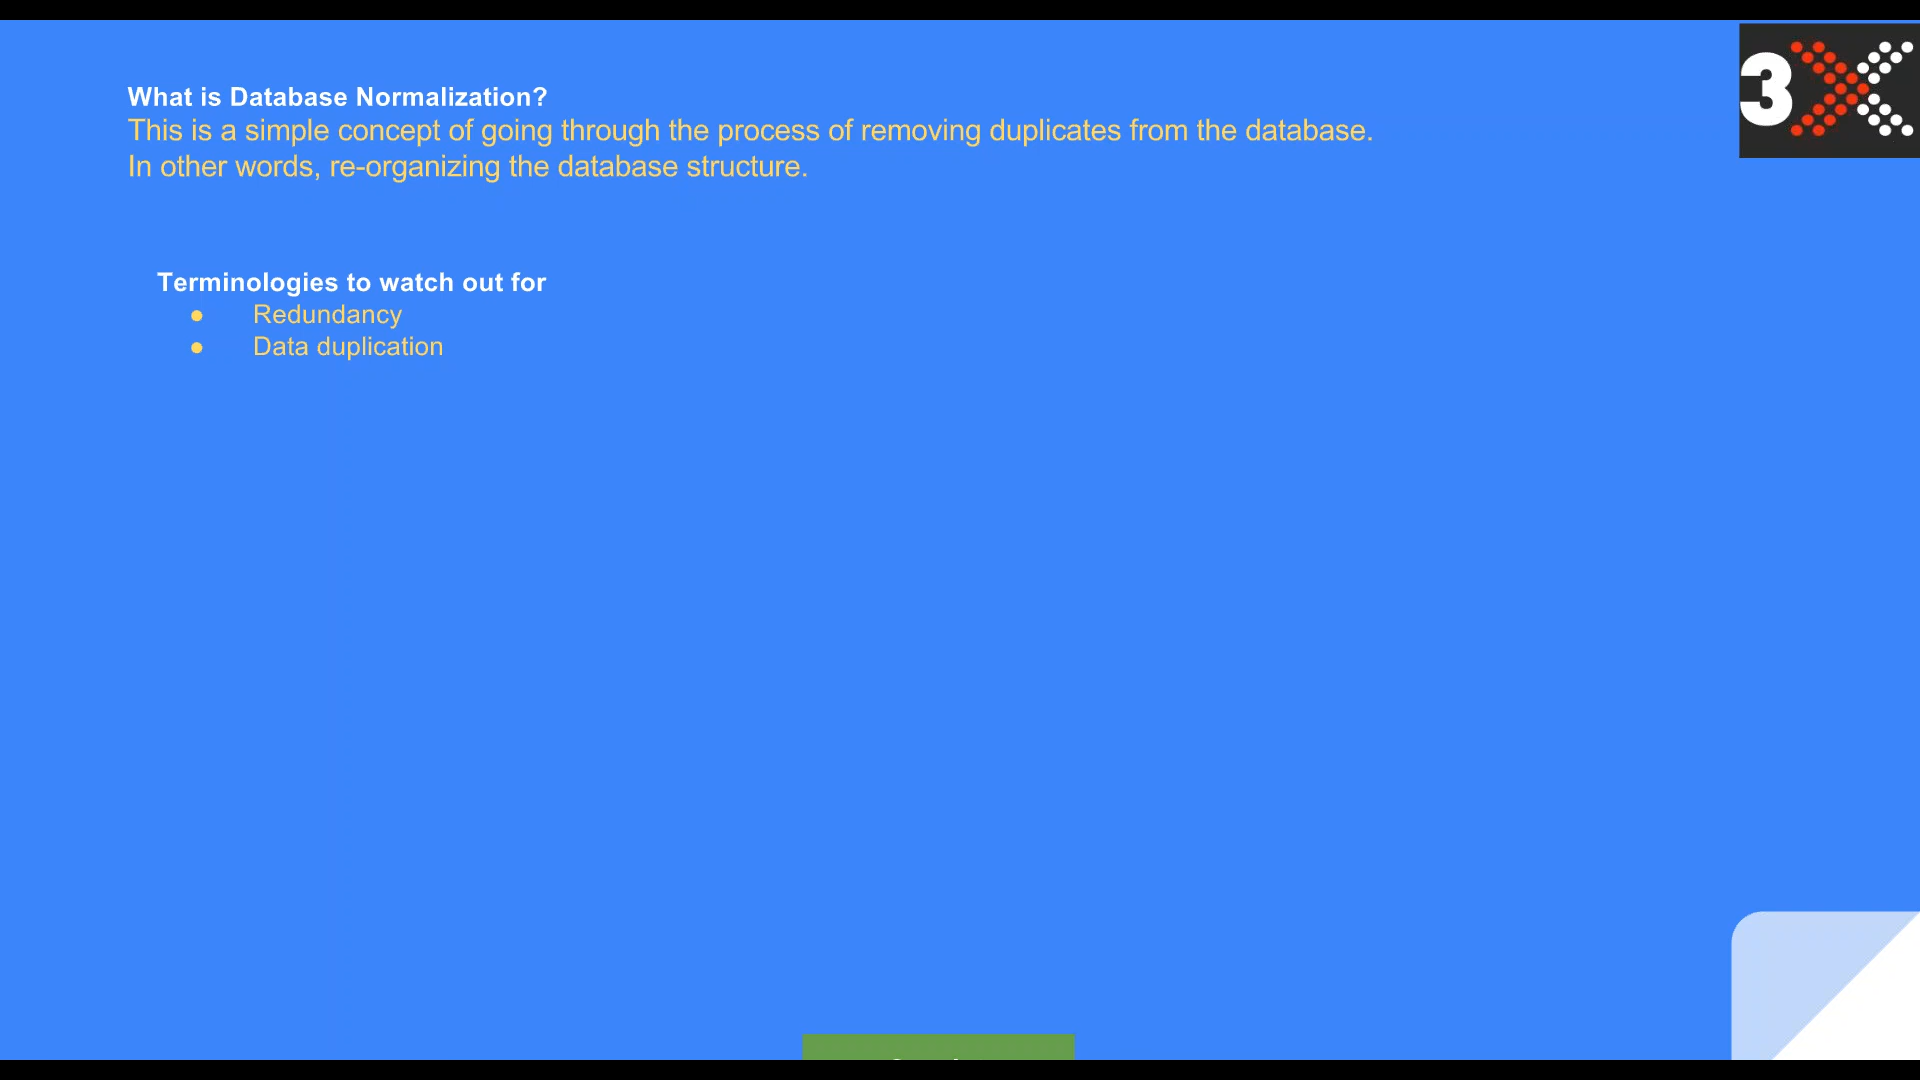 What is Database Normalization?
This is a simple concept of going through the process of removing duplicates from the database.
In other words, re-organizing the database structure.
3X
Terminologies to watch out for
● Redundancy
● Data duplication